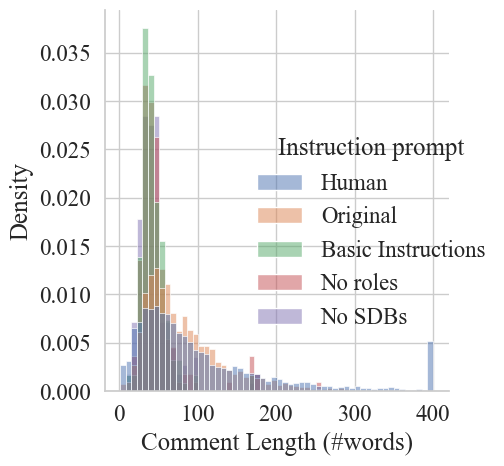 0.035
0.030
0.025
0.020
0.015
0.010
0.005
0.000
Density
Instruction prompt
Human
Original
Basic Instructions
No roles
No SDBs
0 100 200 300 400
Comment Length (#words)